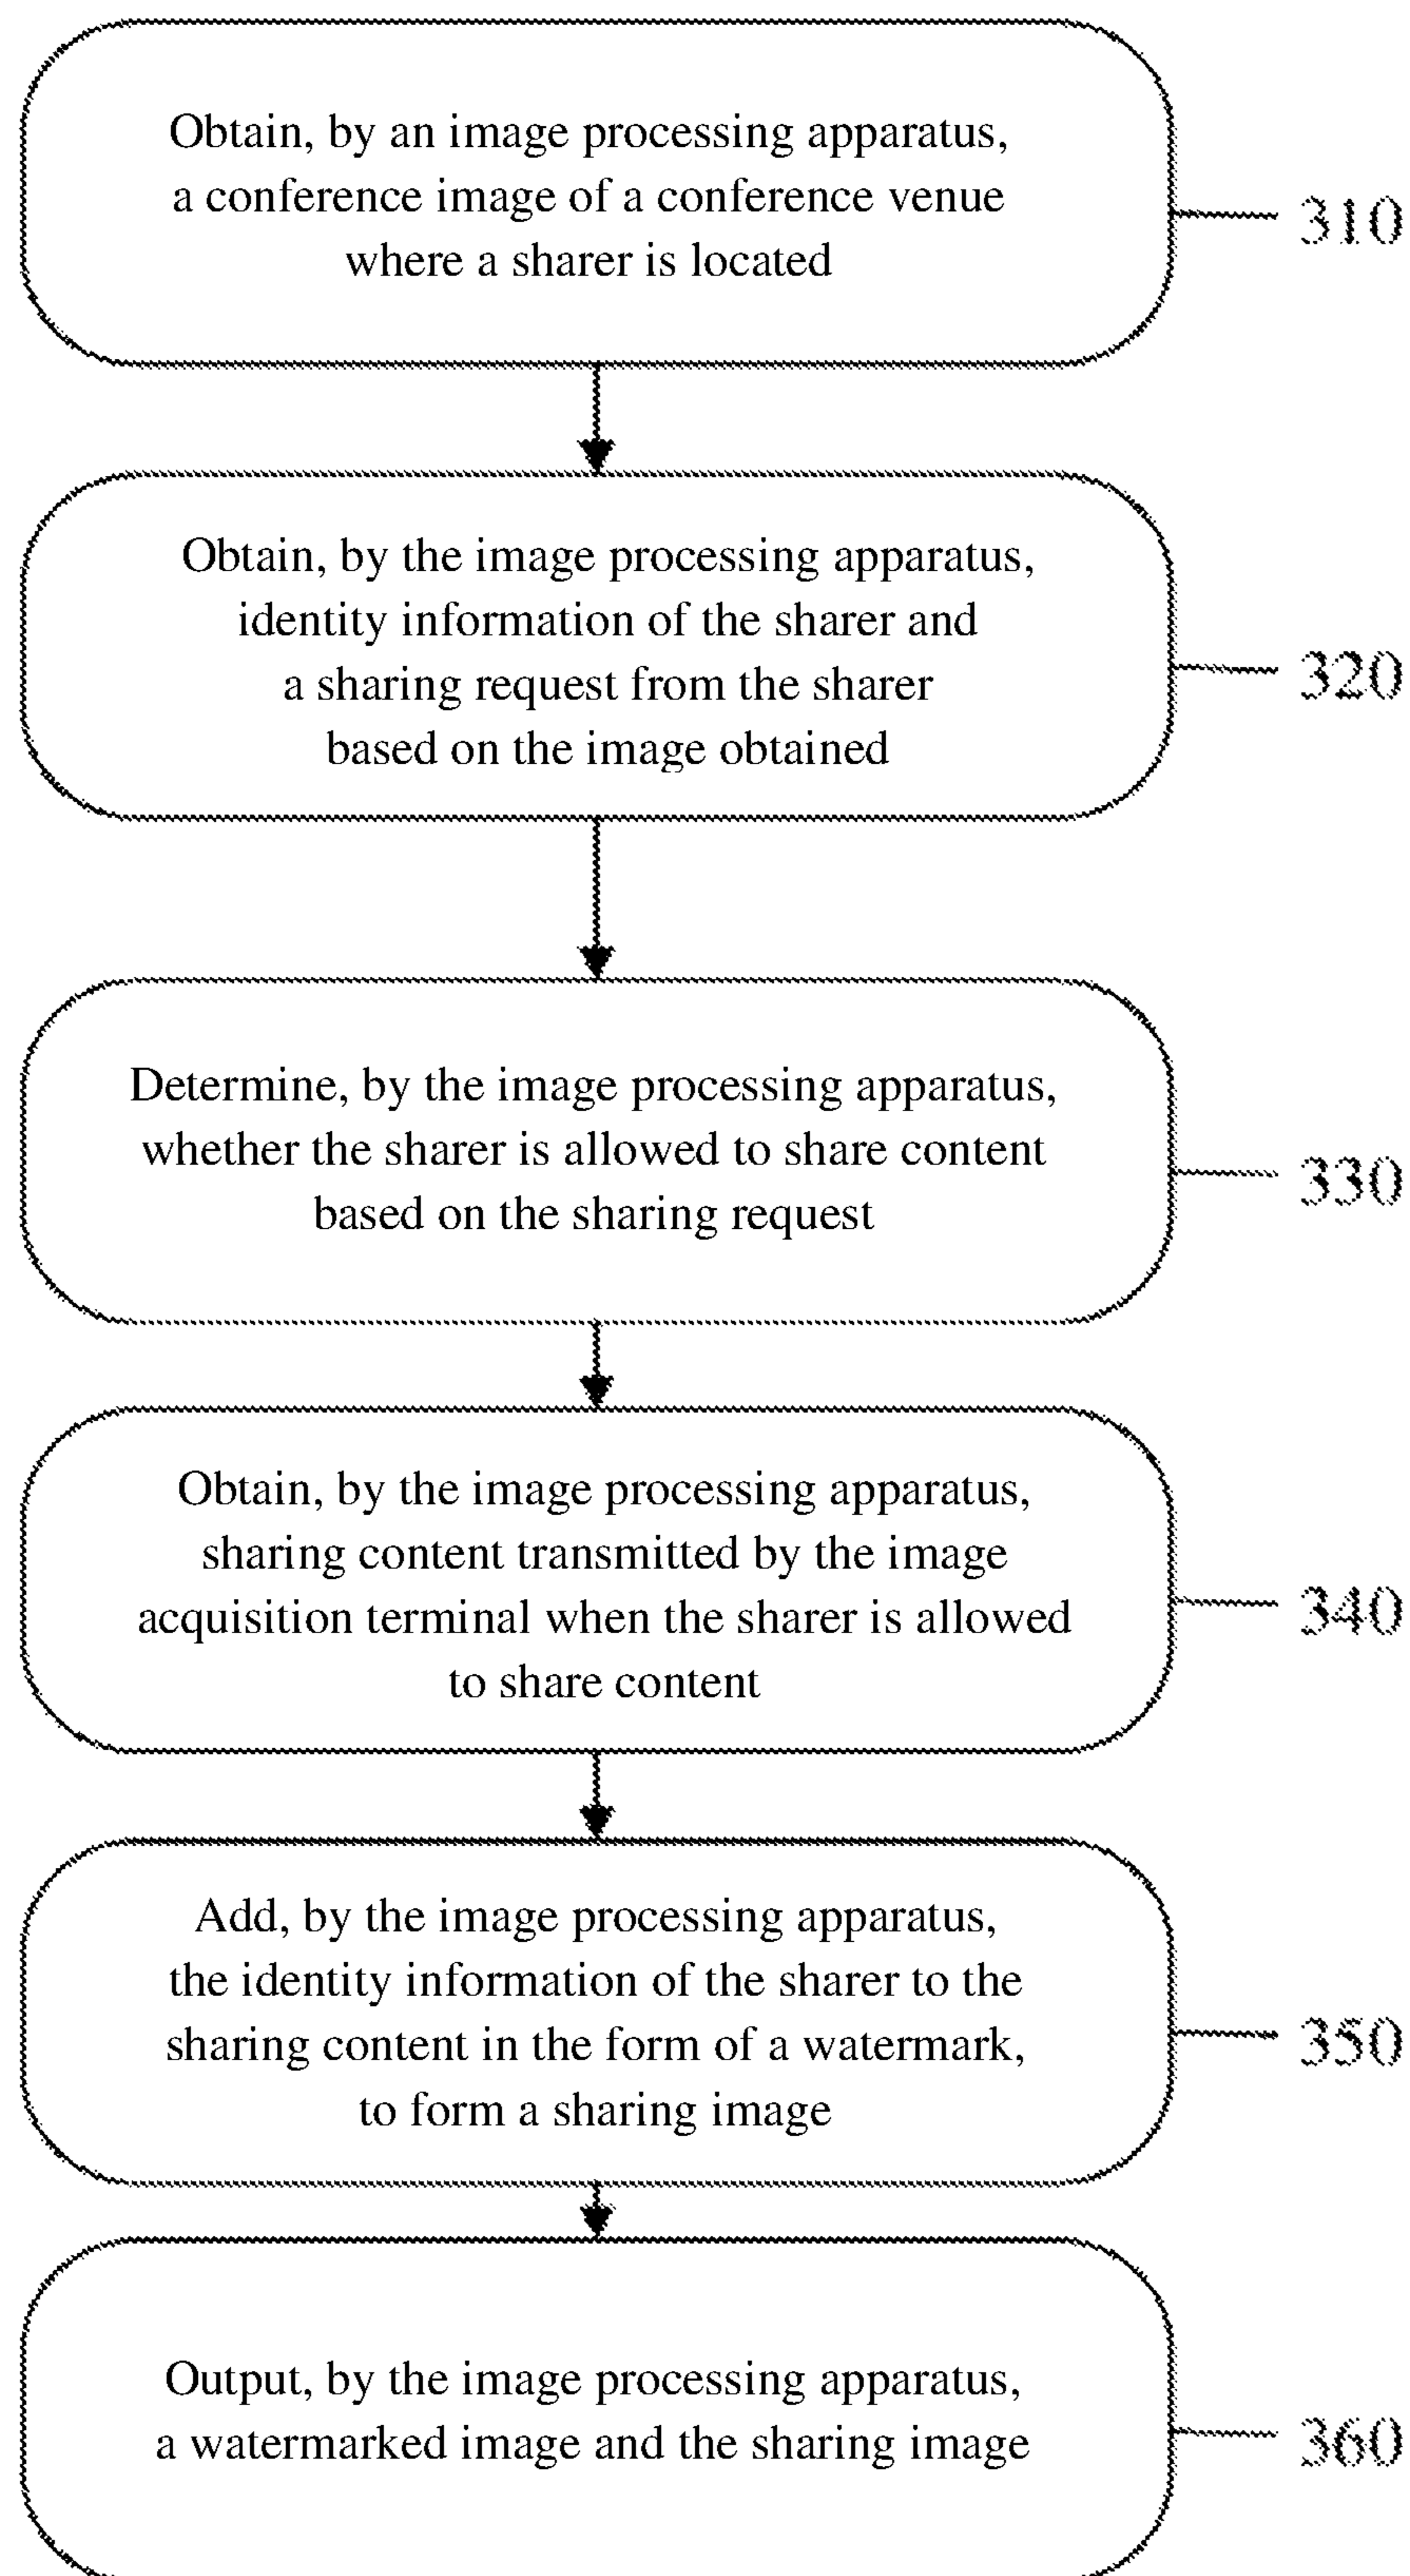 Obtain, by an image processing apparatus,
a conference image of a conference venue
where a sharer is located
310
Obtain, by the image processing apparatus,
identity information of the sharer and
a sharing request from the sharer
based on the image obtained
320
Determine, by the image processing apparatus,
whether the sharer is allowed to share content
based on the sharing request
330
Obtain, by the image processing apparatus,
sharing content transmitted by the image
acquisition terminal when the sharer is allowed
to share content
340
Add, by the image processing apparatus,
the identity information of the sharer to the
sharing content in the form of a watermark,
to form a sharing image
350
Output, by the image processing apparatus,
a watermarked image and the sharing image
360